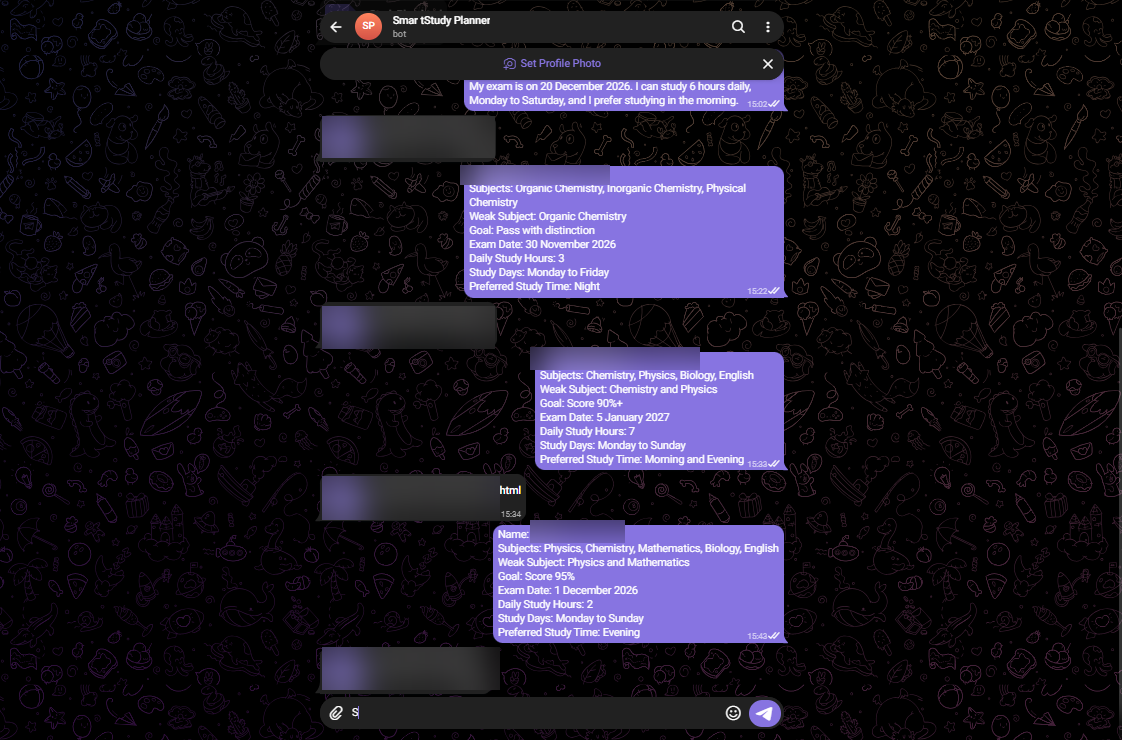 SP
Smar tStudy Planner
bot
Set Profile Photo
My exam is on 20 December 2026. I can study 6 hours daily,
Monday to Saturday, and I prefer studying in the morning.
15:02
Subjects: Organic Chemistry, Inorganic Chemistry, Physical
Chemistry
Weak Subject: Organic Chemistry
Goal: Pass with distinction
Exam Date: 30 November 2026
Daily Study Hours: 3
Study Days: Monday to Friday
Preferred Study Time: Night
15:22
Subjects: Chemistry, Physics, Biology, English
Weak Subject: Chemistry and Physics
Goal: Score 90%+
Exam Date: 5 January 2027
Daily Study Hours: 7
Study Days: Monday to Sunday
Preferred Study Time: Morning and Evening
15:33
html
15:34
Name:
Subjects: Physics, Chemistry, Mathematics, Biology, English
Weak Subject: Physics and Mathematics
Goal: Score 95%
Exam Date: 1 December 2026
Daily Study Hours: 2
Study Days: Monday to Sunday
Preferred Study Time: Evening
15:43
S